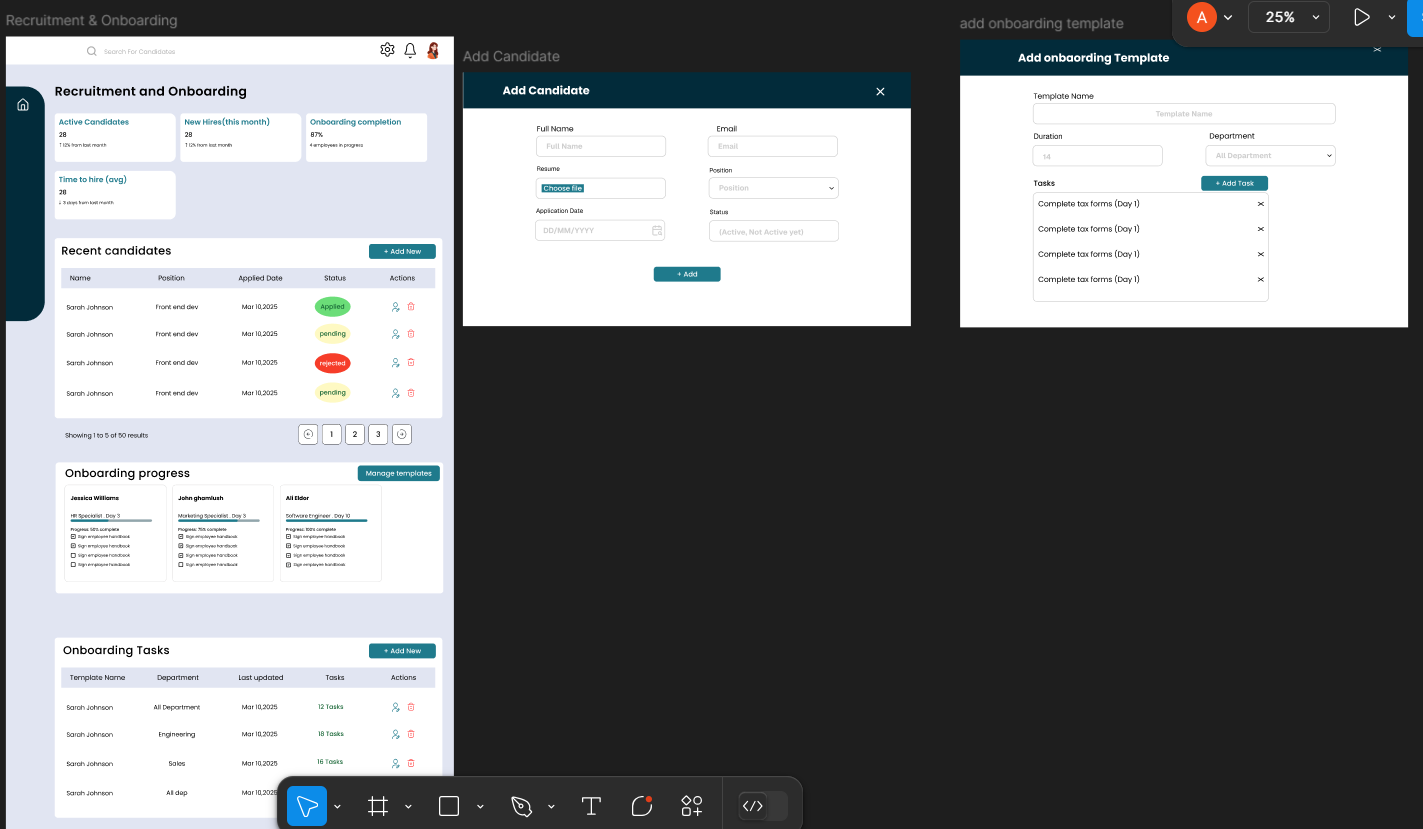 Recruitment & Onboarding
Search For Candidates
Recruitment and Onboarding
Active Candidates
28
↑ 12% from last month
New Hires(this month)
28
↑ 12% from last month
Onboarding completion
87%
4 employees in progress
Time to hire (avg)
28
↓ 3 days from last month
Recent candidates
+ Add New
Name Position Applied Date Status Actions
Sarah Johnson Front end dev Mar 10,2025 Applied
Sarah Johnson Front end dev Mar 10,2025 pending
Sarah Johnson Front end dev Mar 10,2025 rejected
Sarah Johnson Front end dev Mar 10,2025 pending
Showing 1 to 5 of 50 results
1 2 3
Onboarding progress
Manage templates
Jessica Williams
HR Specialist . Day 3
Progress: 50% complete
Sign employee handbook
Sign employee handbook
Sign employee handbook
Sign employee handbook
John ghamlush
Marketing Specialist . Day 3
Progress: 75% complete
Sign employee handbook
Sign employee handbook
Sign employee handbook
Sign employee handbook
Ali Eldor
Software Engineer . Day 10
Progress: 100% complete
Sign employee handbook
Sign employee handbook
Sign employee handbook
Sign employee handbook
Onboarding Tasks
+ Add New
Template Name Department Last updated Tasks Actions
Sarah Johnson All Department Mar 10,2025 12 Tasks
Sarah Johnson Engineering Mar 10,2025 18 Tasks
Sarah Johnson Sales Mar 10,2025 16 Tasks
Sarah Johnson All dep Mar 10,2025
Add Candidate
Add Candidate
Full Name
Full Name
Email
Email
Resume
Choose file
Position
Position
Application Date
DD/MM/YYYY
Status
(Active, Not Active yet)
+ Add
add onboarding template
A
25%
Add onbaording Template
Template Name
Template Name
Duration
14
Department
All Department
Tasks
+ Add Task
Complete tax forms (Day 1)
Complete tax forms (Day 1)
Complete tax forms (Day 1)
Complete tax forms (Day 1)